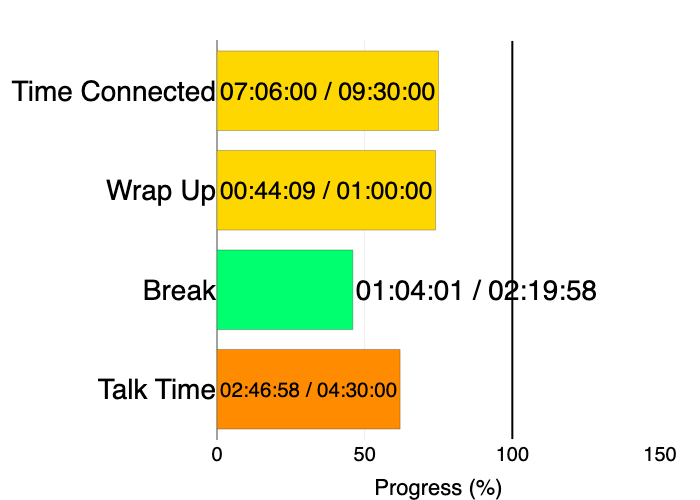 Time Connected 07:06:00 / 09:30:00
Wrap Up 00:44:09 / 01:00:00
Break 01:04:01 / 02:19:58
Talk Time 02:46:58 / 04:30:00
0 50 100 150
Progress (%)